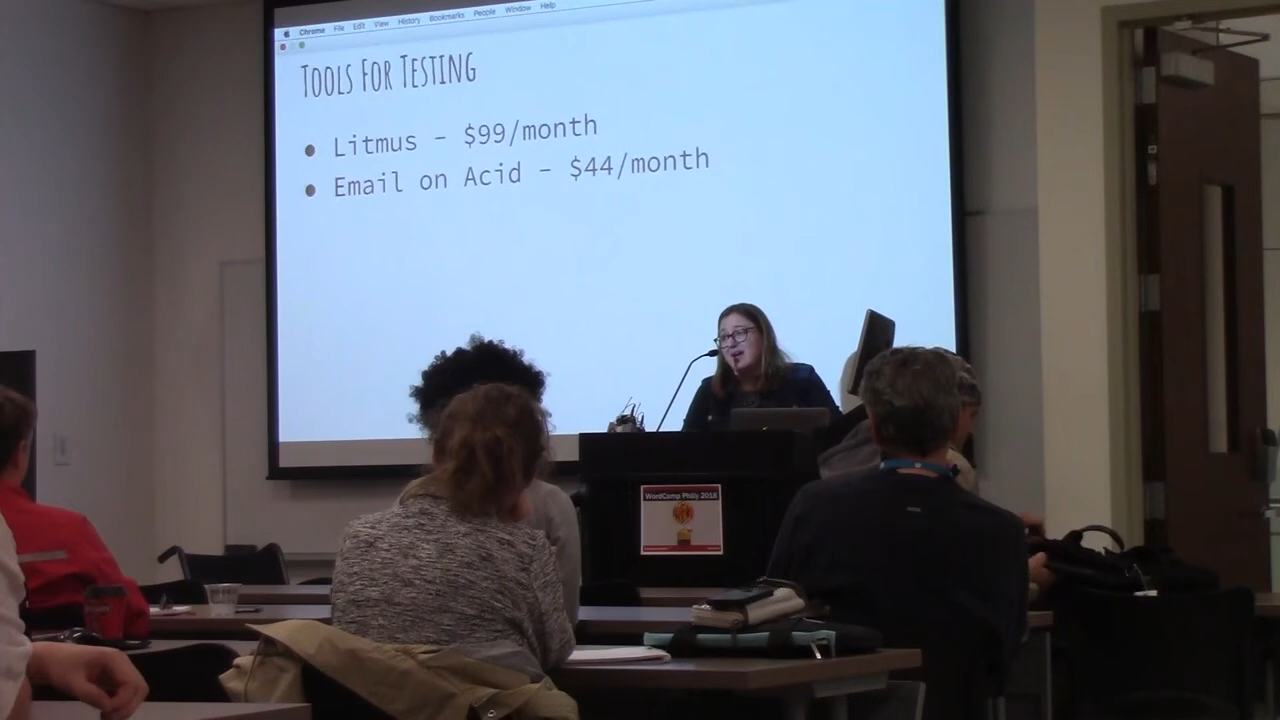 Chrome File Edit View History Bookmarks People Window Help
TOOLS FOR TESTING
● Litmus – $99/month
● Email on Acid – $44/month
WordCamp Philly 2018